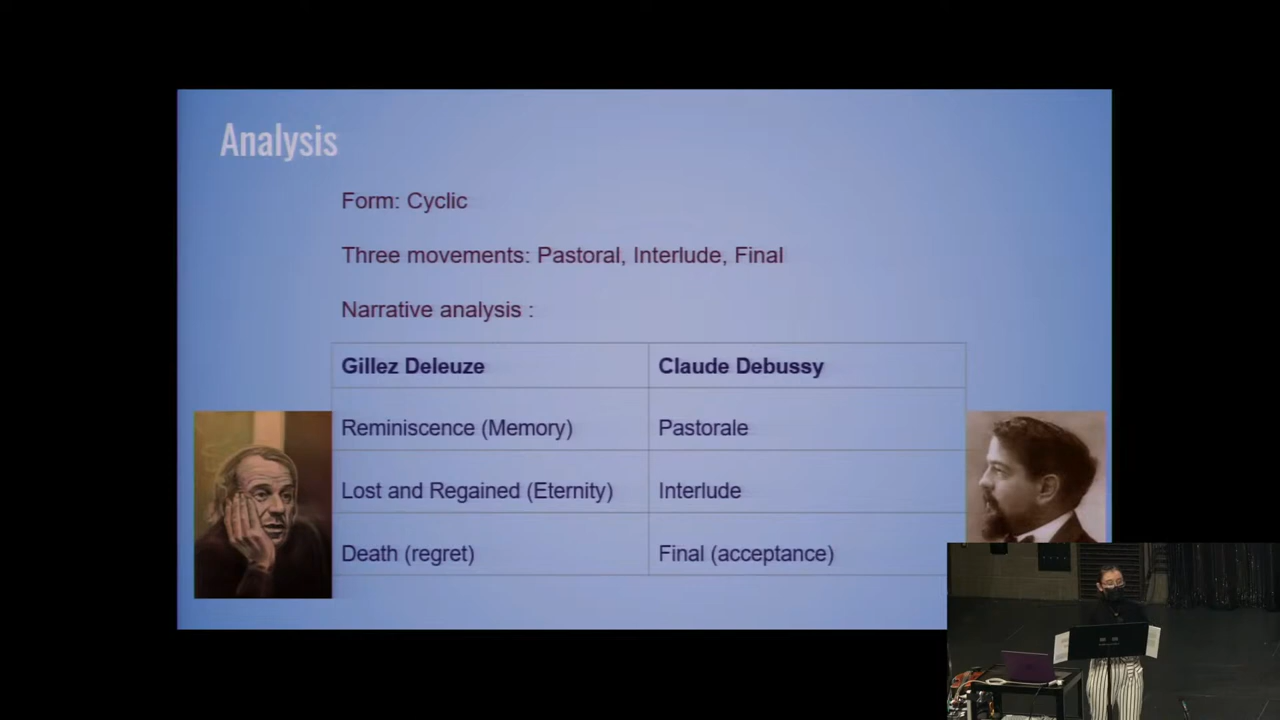 Analysis
Form: Cyclic
Three movements: Pastoral, Interlude, Final
Narrative analysis :
Gillez Deleuze Claude Debussy
Reminiscence (Memory) Pastorale
Lost and Regained (Eternity) Interlude
Death (regret) Final (acceptance)